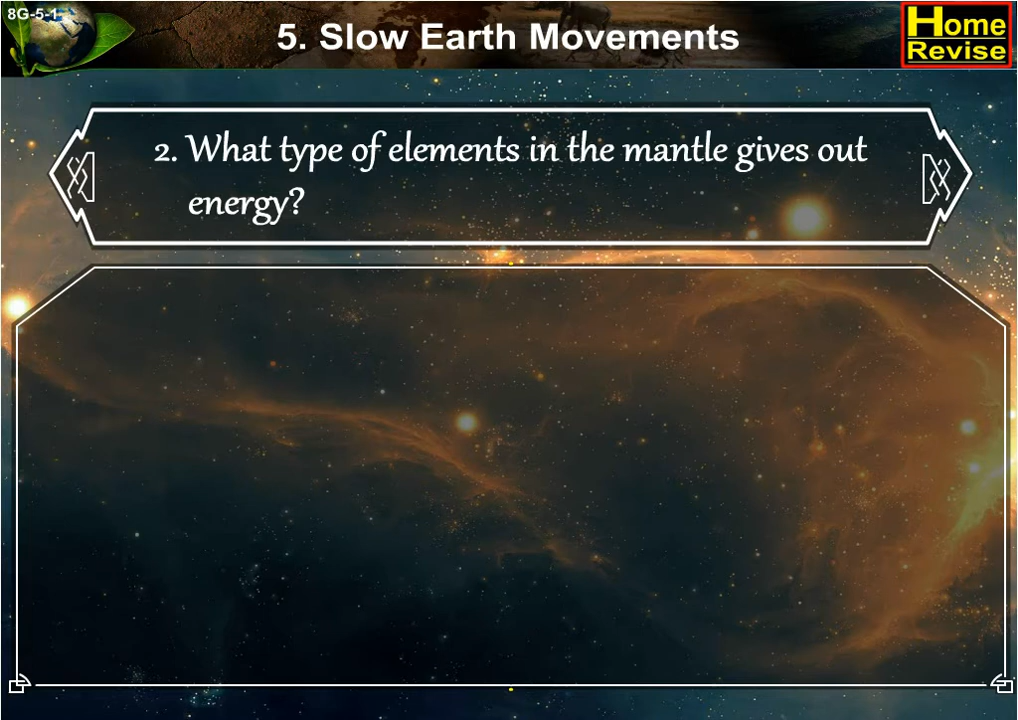 8G-5-1
5. Slow Earth Movements
Home
Revise
2. What type of elements in the mantle gives out
energy?